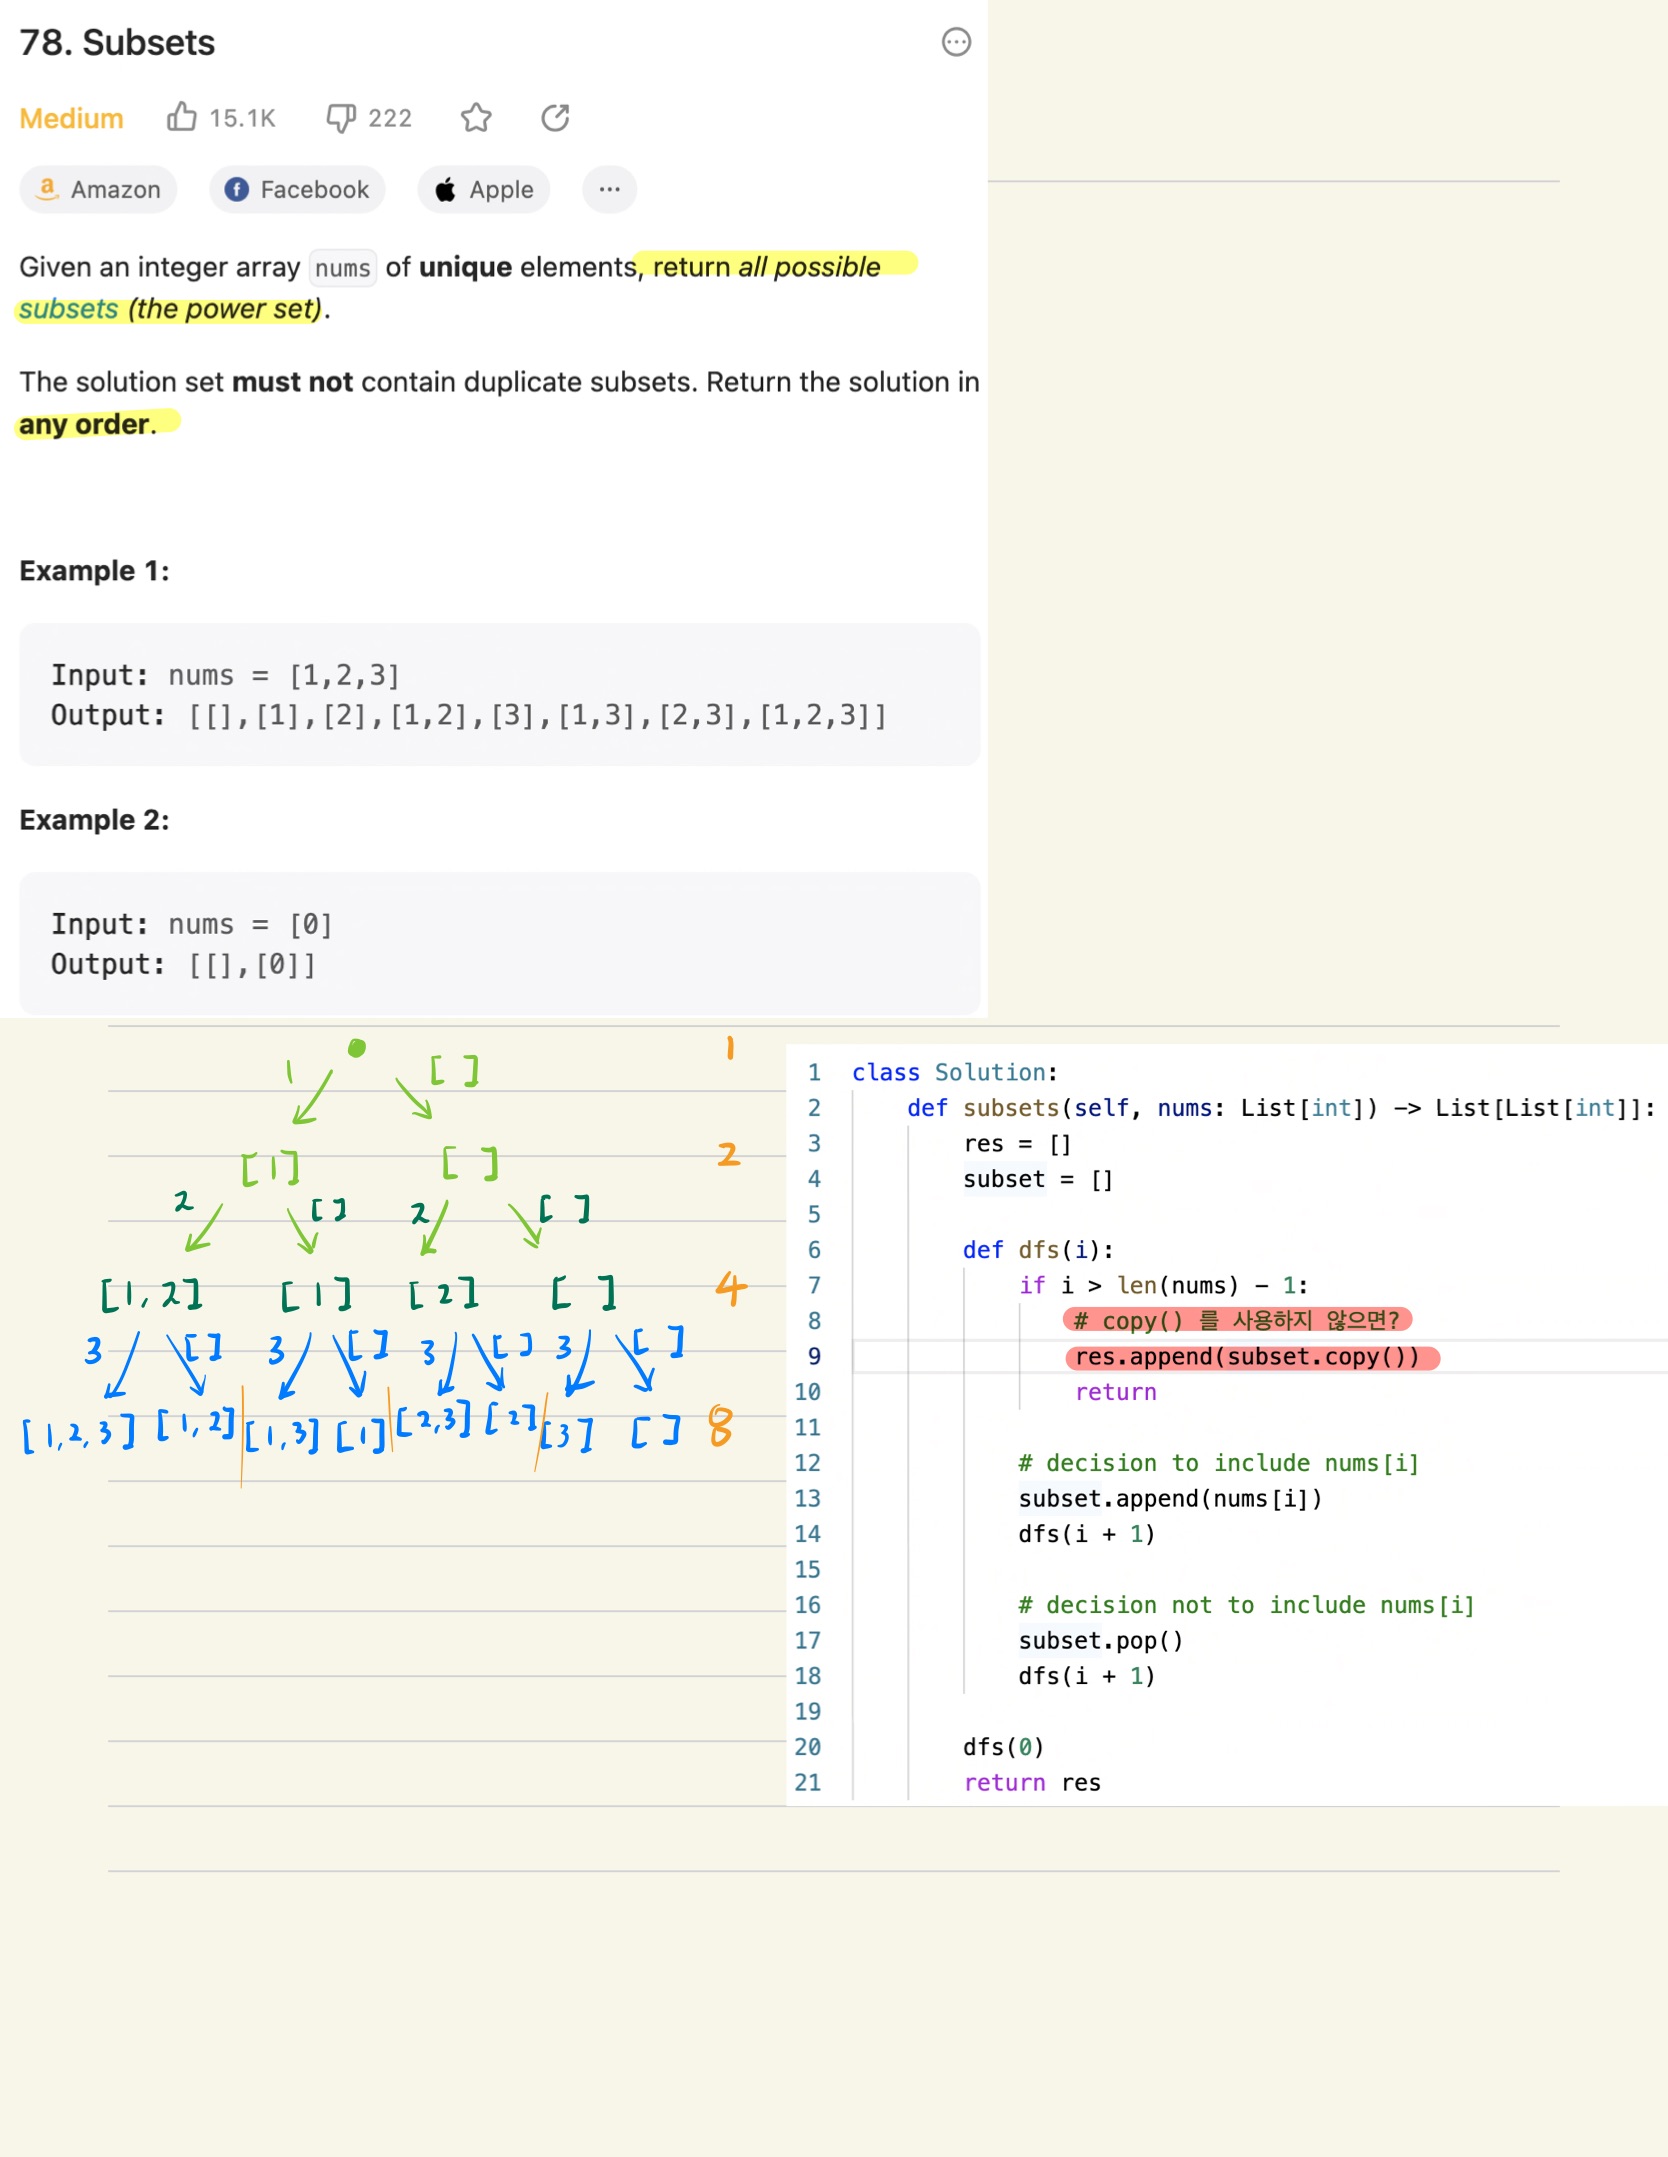 78. Subsets
Medium 15.1K 222
Amazon Facebook Apple ...
Given an integer array nums of unique elements, return all possible
subsets (the power set).
The solution set must not contain duplicate subsets. Return the solution in
any order.
Example 1:
Input: nums = [1,2,3]
Output: [[],[1],[2],[1,2],[3],[1,3],[2,3],[1,2,3]]
Example 2:
Input: nums = [0]
Output: [[],[0]]
1 [ ] 1
[1] [ ] 2
2 [ ] 2 [ ]
[1,2] [1] [2] [ ] 4
3 [ ] 3 [ ] 3 [ ] 3 [ ]
[1,2,3] [1,2] [1,3] [1] [2,3] [2] [3] [ ] 8
1 class Solution:
2 def subsets(self, nums: List[int]) -> List[List[int]]:
3 res = []
4 subset = []
5
6 def dfs(i):
7 if i > len(nums) - 1:
8 # copy() 를 사용하지 않으면?
9 res.append(subset.copy())
10 return
11
12 # decision to include nums[i]
13 subset.append(nums[i])
14 dfs(i + 1)
15
16 # decision not to include nums[i]
17 subset.pop()
18 dfs(i + 1)
19
20 dfs(0)
21 return res